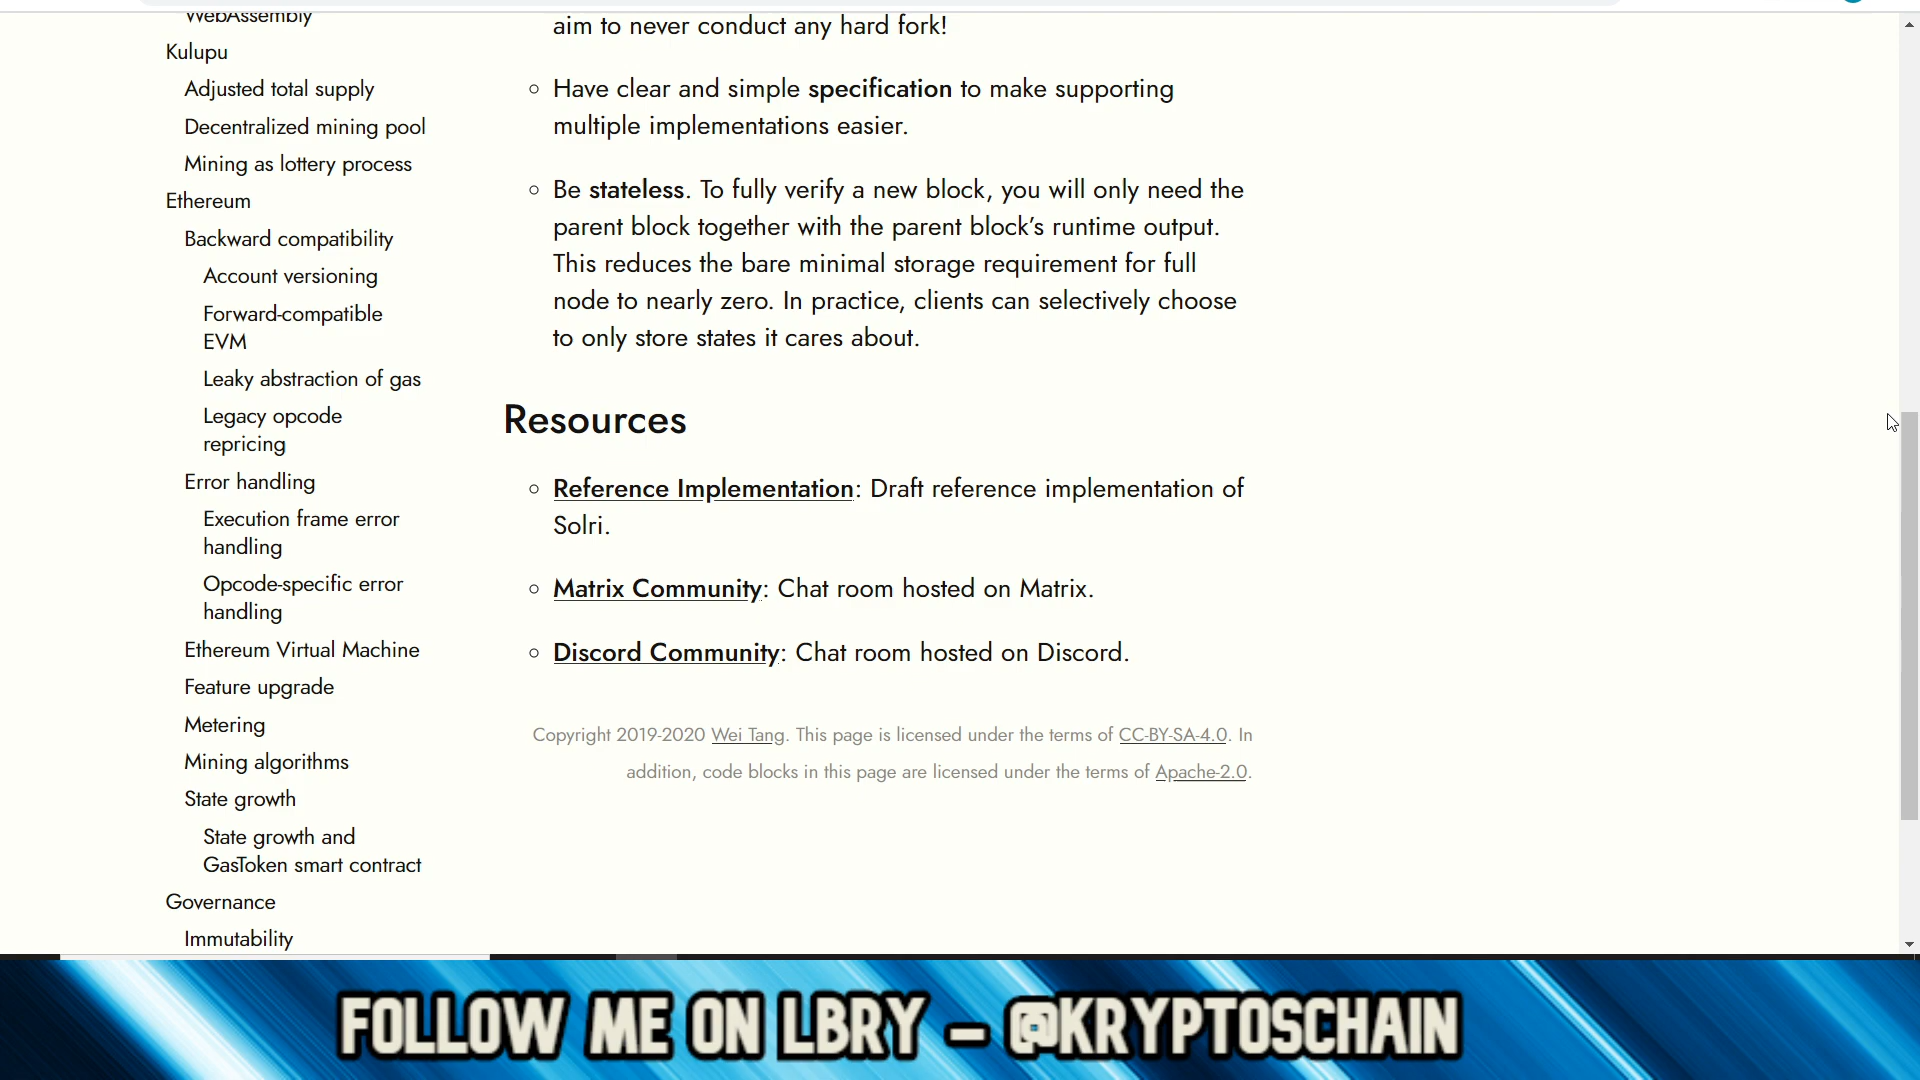 WebAssembly
Kulupu
Adjusted total supply
Decentralized mining pool
Mining as lottery process
Ethereum
Backward compatibility
Account versioning
Forward-compatible
EVM
Leaky abstraction of gas
Legacy opcode
repricing
Error handling
Execution frame error
handling
Opcode-specific error
handling
Ethereum Virtual Machine
Feature upgrade
Metering
Mining algorithms
State growth
State growth and
GasToken smart contract
Governance
Immutability
aim to never conduct any hard fork!
Have clear and simple specification to make supporting
multiple implementations easier.
Be stateless. To fully verify a new block, you will only need the
parent block together with the parent block’s runtime output.
This reduces the bare minimal storage requirement for full
node to nearly zero. In practice, clients can selectively choose
to only store states it cares about.
Resources
Reference Implementation: Draft reference implementation of
Solri.
Matrix Community: Chat room hosted on Matrix.
Discord Community: Chat room hosted on Discord.
Copyright 2019-2020 Wei Tang. This page is licensed under the terms of CC-BY-SA-4.0. In
addition, code blocks in this page are licensed under the terms of Apache-2.0.
FOLLOW ME ON LBRY – @KRYPTOSCHAIN